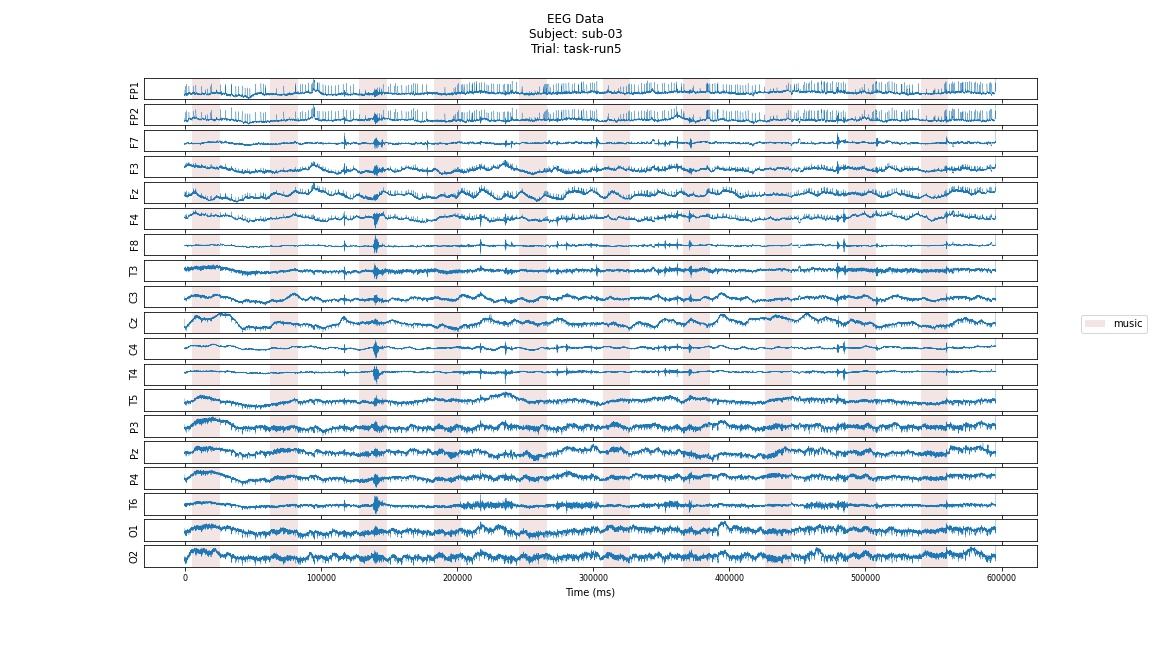 EEG Data
Subject: sub-03
Trial: task-run5
FP1
FP2
F7
F3
Fz
F4
F8
T3
C3
Cz
C4
T4
T5
P3
Pz
P4
T6
O1
O2
music
0 100000 200000 300000 400000 500000 600000
Time (ms)